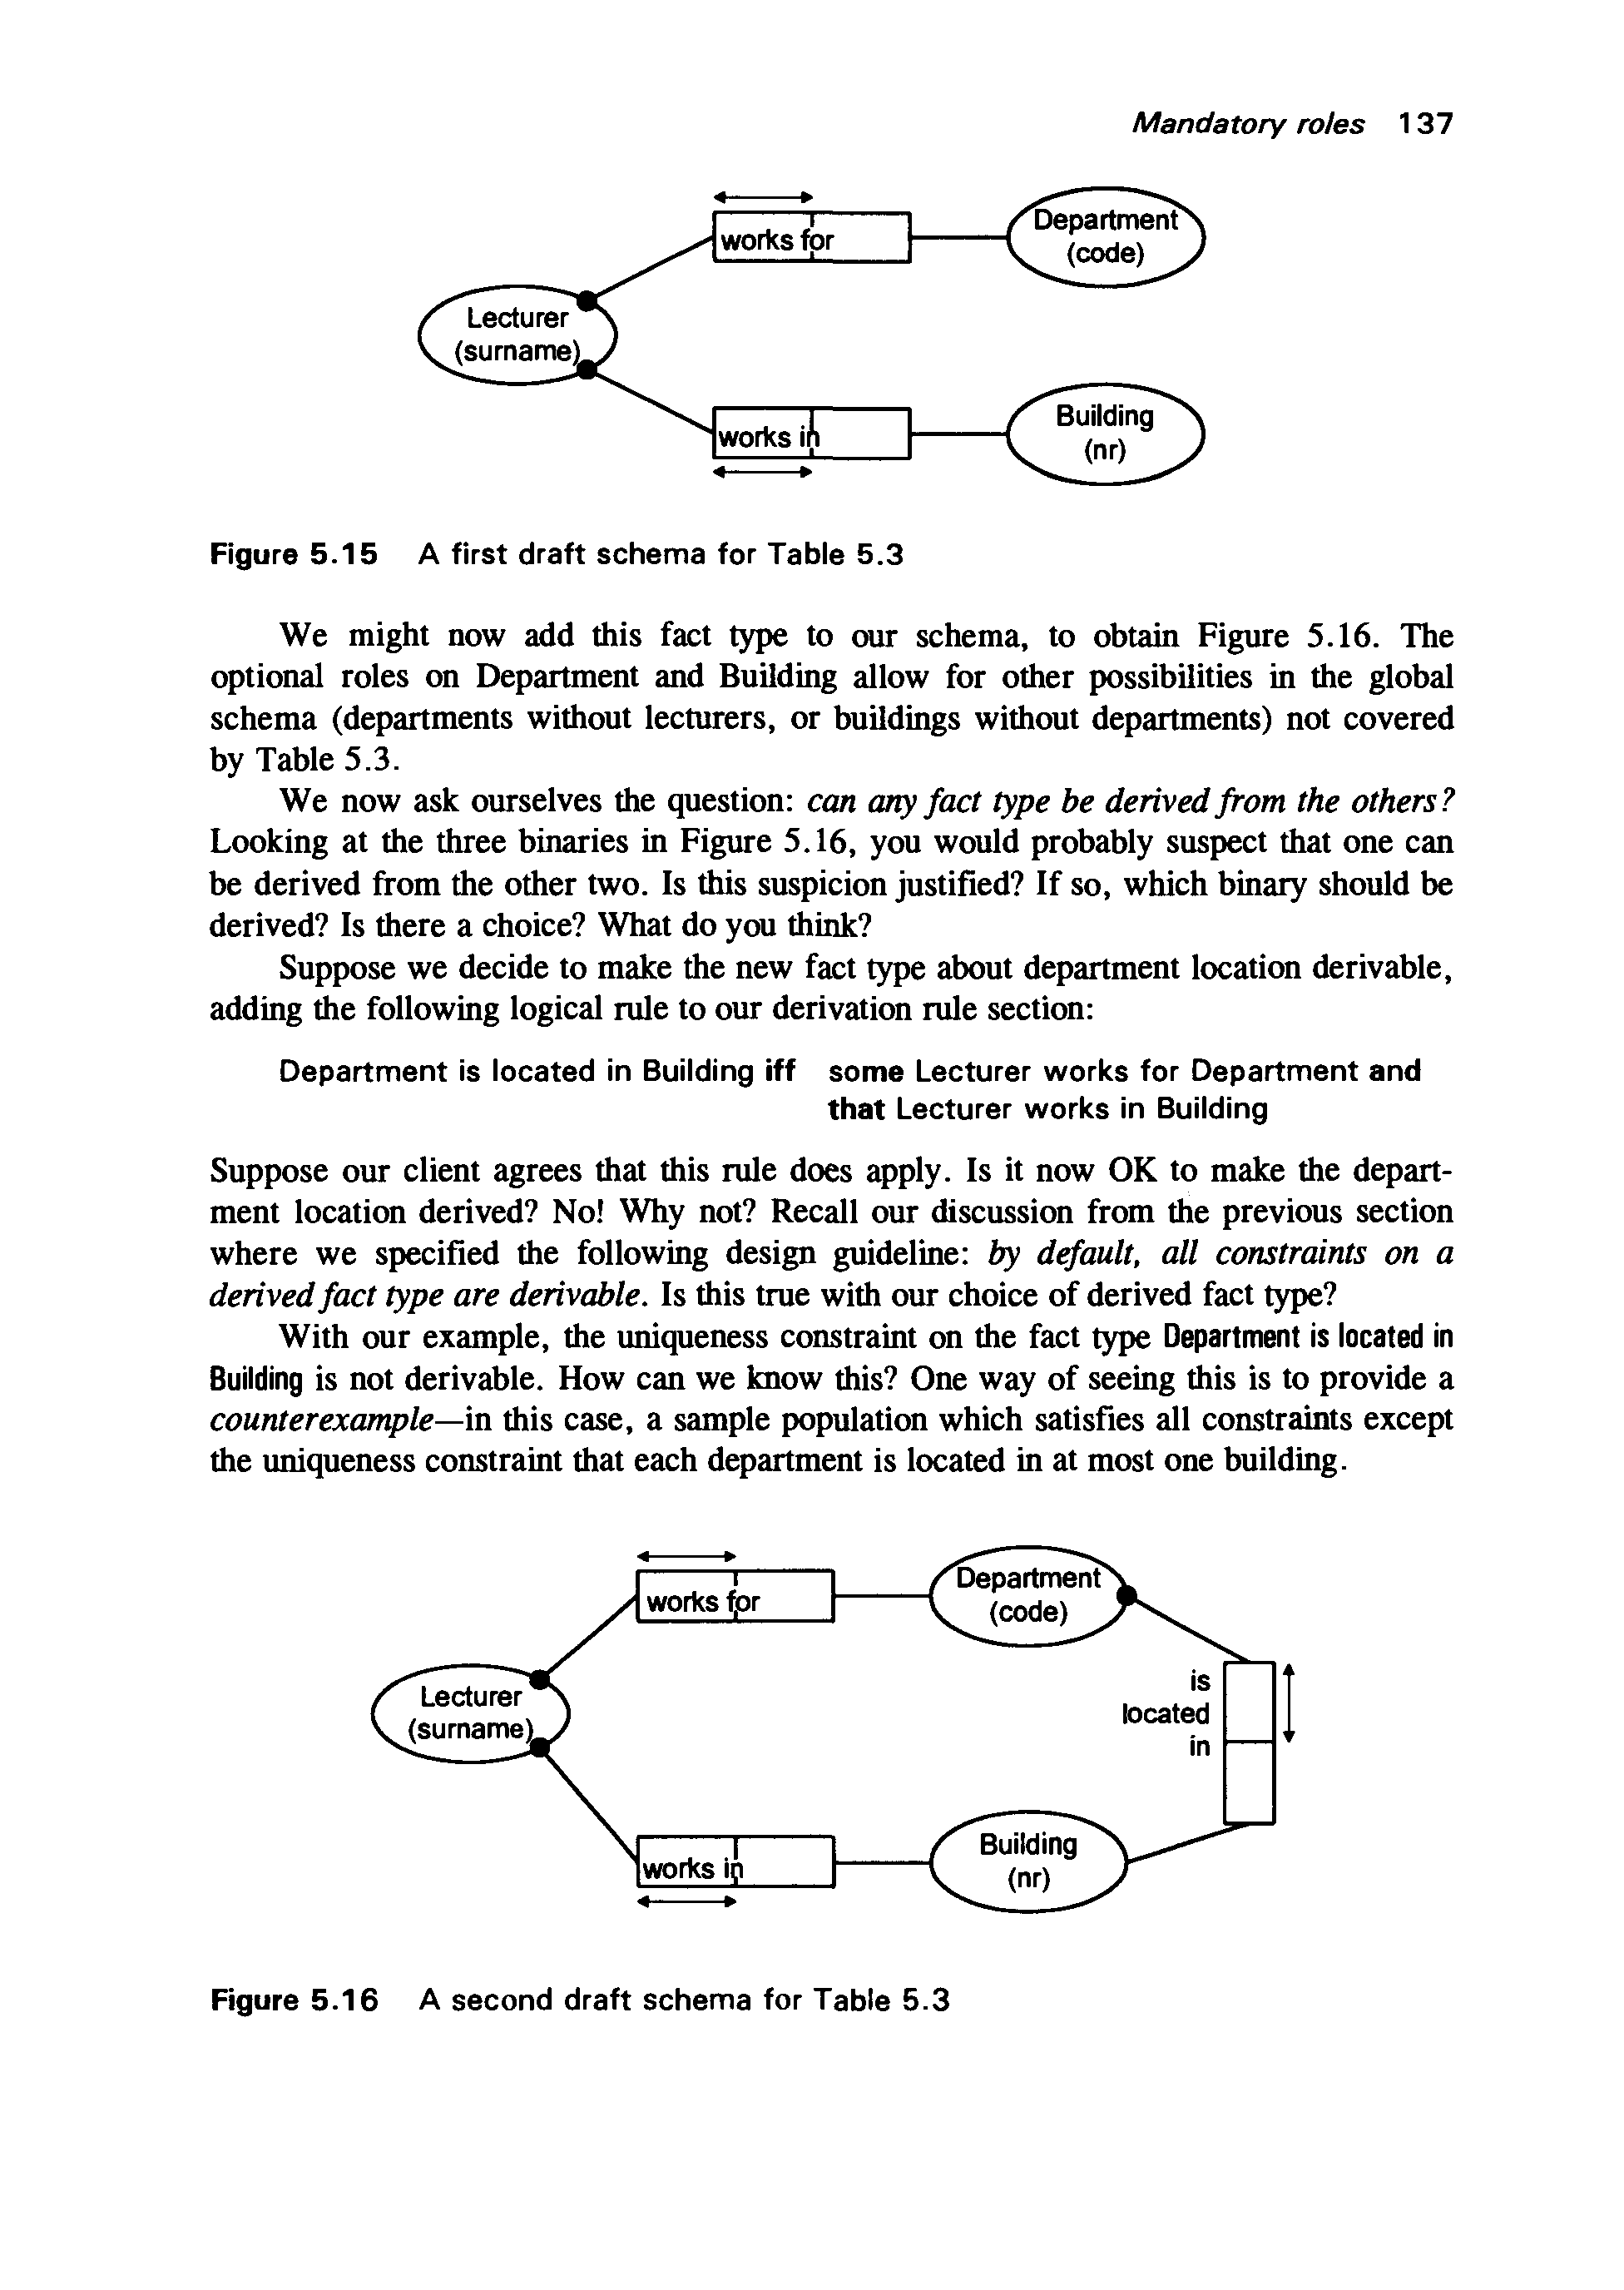 Mandatory roles 137
works for
Department
(code)
Lecturer
(surname)
works in
Building
(nr)
Figure 5.15 A first draft schema for Table 5.3
We might now add this fact type to our schema, to obtain Figure 5.16. The
optional roles on Department and Building allow for other possibilities in the global
schema (departments without lecturers, or buildings without departments) not covered
by Table 5.3.
We now ask ourselves the question: can any fact type be derived from the others?
Looking at the three binaries in Figure 5.16, you would probably suspect that one can
be derived from the other two. Is this suspicion justified? If so, which binary should be
derived? Is there a choice? What do you think?
Suppose we decide to make the new fact type about department location derivable,
adding the following logical rule to our derivation rule section:
Department is located in Building iff some Lecturer works for Department and
that Lecturer works in Building
Suppose our client agrees that this rule does apply. Is it now OK to make the depart-
ment location derived? No! Why not? Recall our discussion from the previous section
where we specified the following design guideline: by default, all constraints on a
derived fact type are derivable. Is this true with our choice of derived fact type?
With our example, the uniqueness constraint on the fact type Department is located in
Building is not derivable. How can we know this? One way of seeing this is to provide a
counterexample—in this case, a sample population which satisfies all constraints except
the uniqueness constraint that each department is located in at most one building.
works for
Department
(code)
Lecturer
(surname)
is
located
in
works in
Building
(nr)
Figure 5.16 A second draft schema for Table 5.3